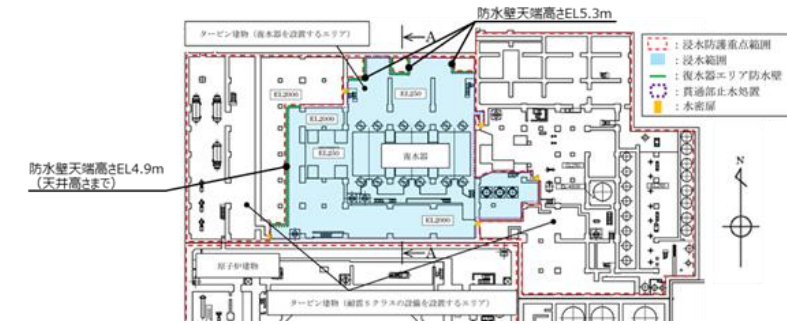 防水壁天端高さEL5.3m
タービン建物（復水器を設置するエリア）
A
：浸水防護重点範囲
：浸水範囲
：復水器エリア防水壁
：貫通部止水処置
：水密扉
EL2000
EL250
EL2000
EL250
復水器
防水壁天端高さEL4.9m
（天井高さまで）
N
EL2000
A
原子炉建物
タービン建物（耐震Sクラスの設備を設置するエリア）